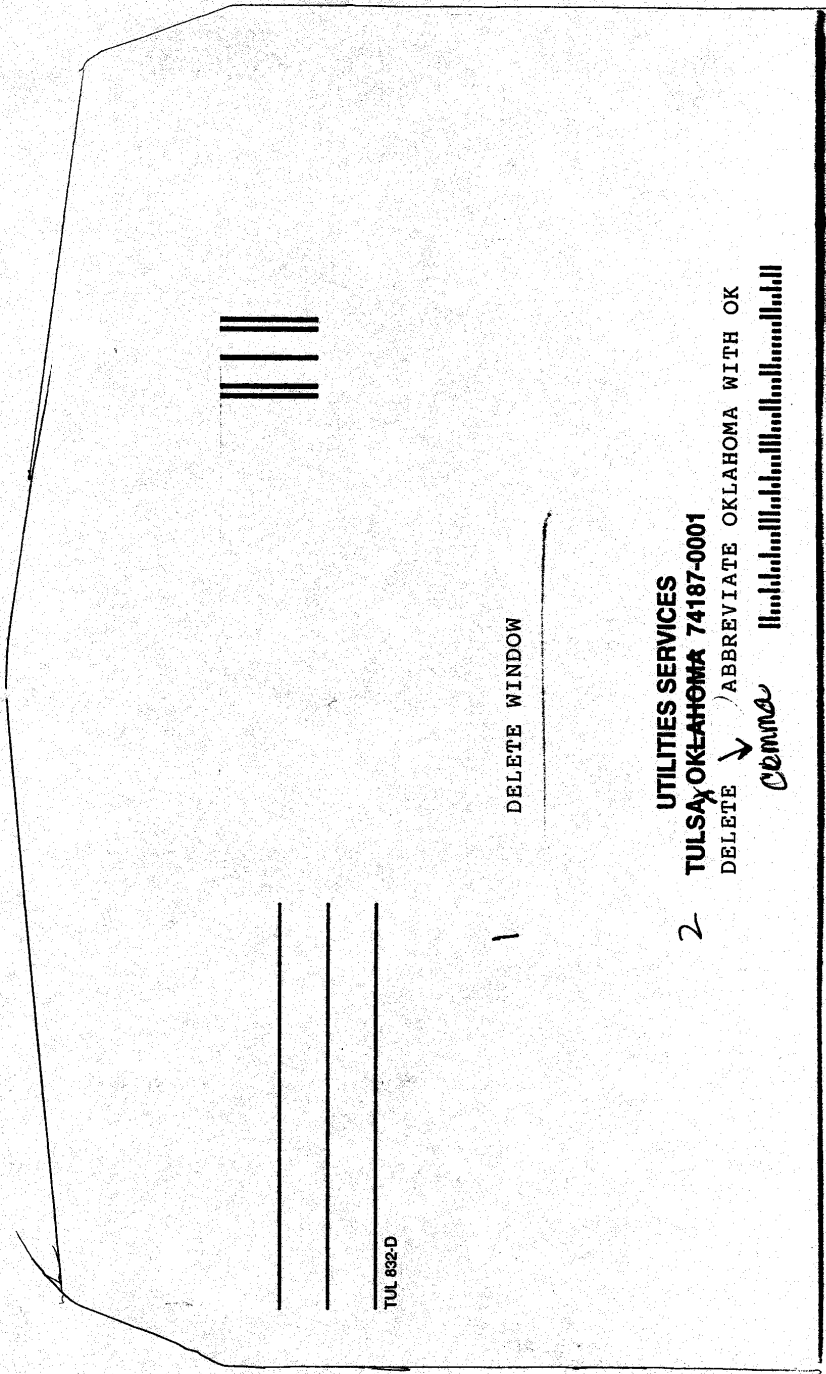 TUL 832-D
1 DELETE WINDOW
UTILITIES SERVICES
2 TULSA, OKLAHOMA 74187-0001
DELETE ABBREVIATE OKLAHOMA WITH OK
comma